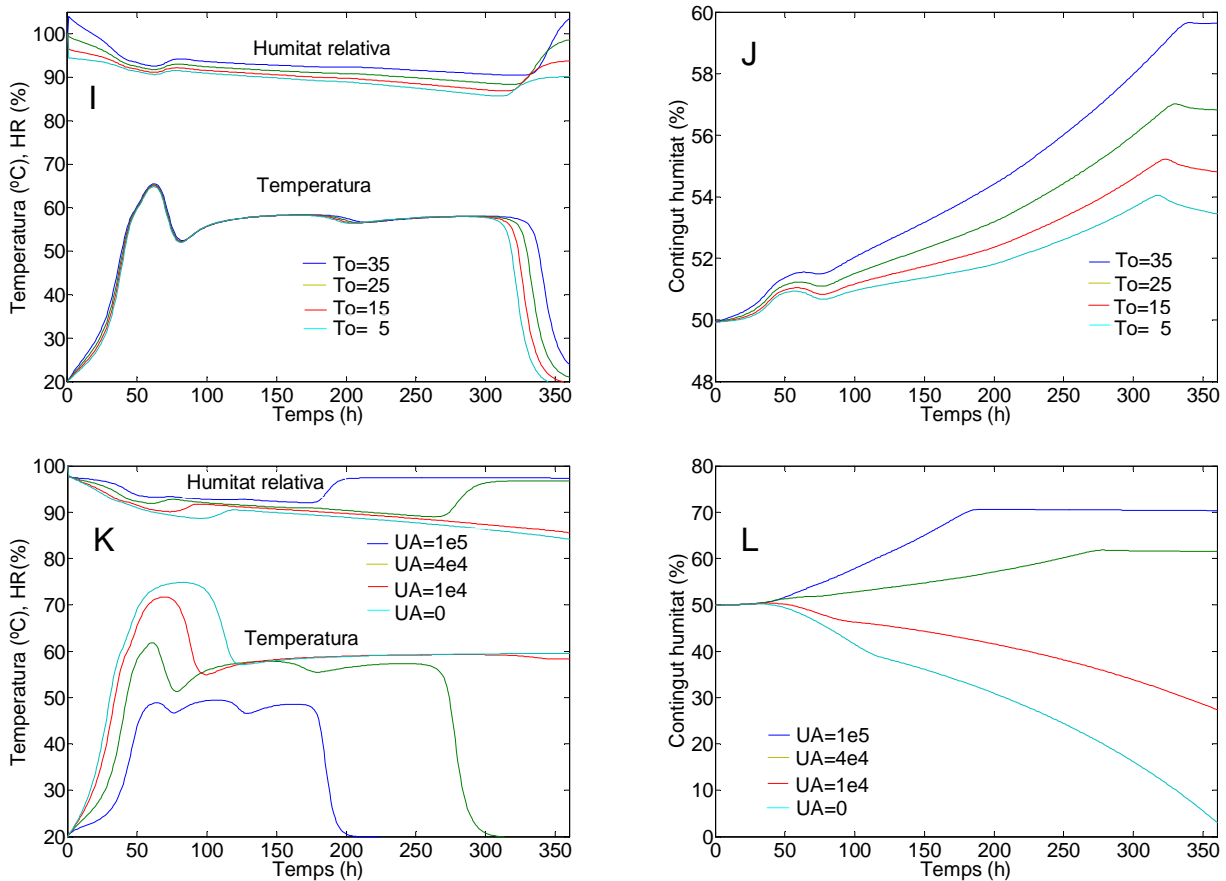 100
90
80
70
60
50
40
30
20
0
50
100
150
200
250
300
350
Temperatura (ºC), HR (%)
Temps (h)
I
Humitat relativa
Temperatura
To=35
To=25
To=15
To= 5
60
58
56
54
52
50
48
0
50
100
150
200
250
300
350
Contingut humitat (%)
Temps (h)
J
To=35
To=25
To=15
To= 5
100
90
80
70
60
50
40
30
20
0
50
100
150
200
250
300
350
Temperatura (ºC), HR(%)
Temps (h)
K
Humitat relativa
UA=1e5
UA=4e4
UA=1e4
UA=0
Temperatura
80
70
60
50
40
30
20
10
0
0
50
100
150
200
250
300
350
Contingut humitat (%)
Temps (h)
L
UA=1e5
UA=4e4
UA=1e4
UA=0